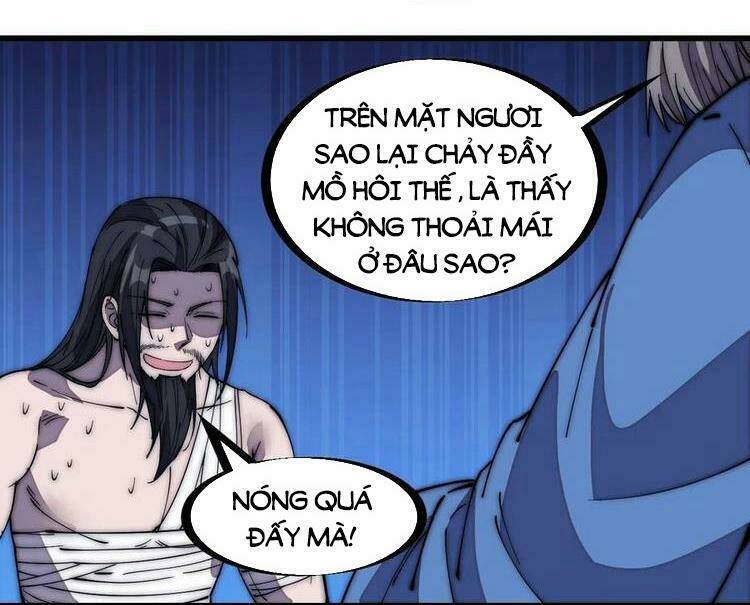 TRÊN MẶT NGƯƠI
SAO LẠI CHẢY ĐẦY
MỒ HÔI THẾ, LÀ THẤY
KHÔNG THOẢI MÁI
Ở ĐÂU SAO?
NÓNG QUÁ
ĐẤY MÀ!